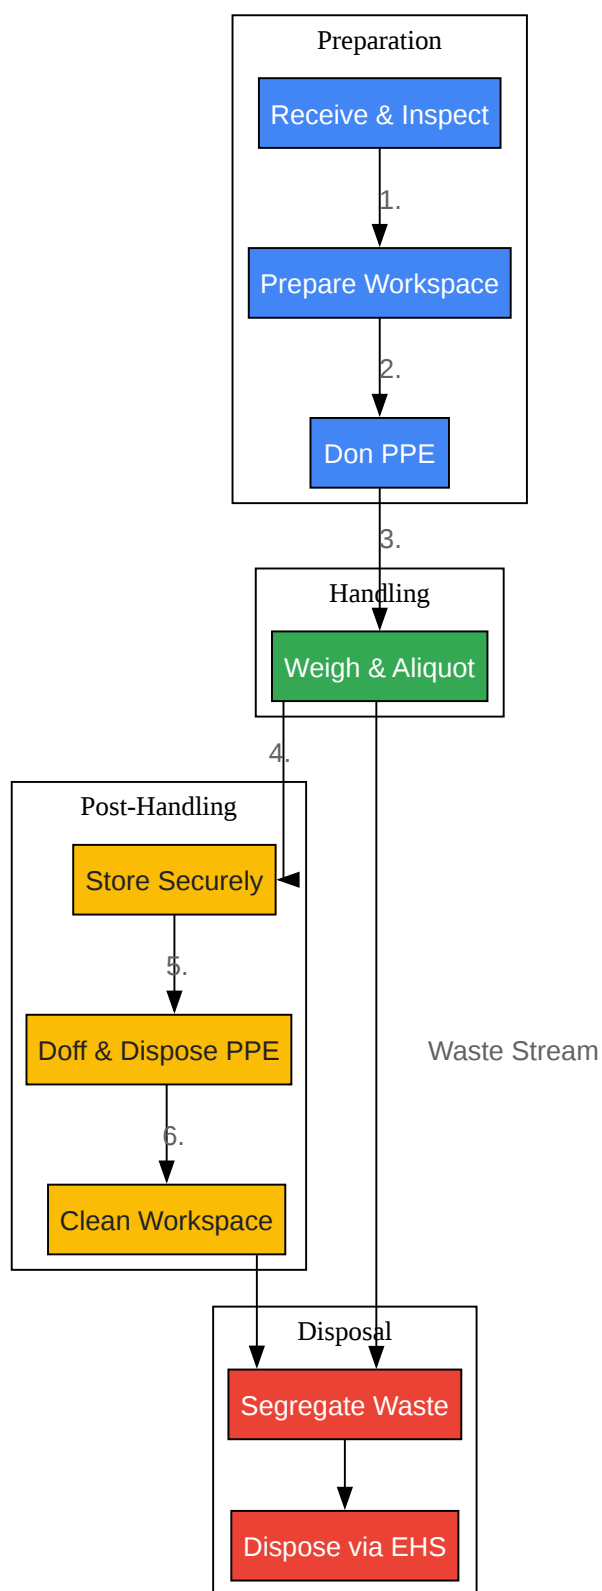 Preparation
Receive & Inspect
1.
Prepare Workspace
2.
Don PPE
3.
Handling
Weigh & Aliquot
4.
Post-Handling
Store Securely
5.
Doff & Dispose PPE
Waste Stream
6.
Clean Workspace
Disposal
Segregate Waste
Dispose via EHS